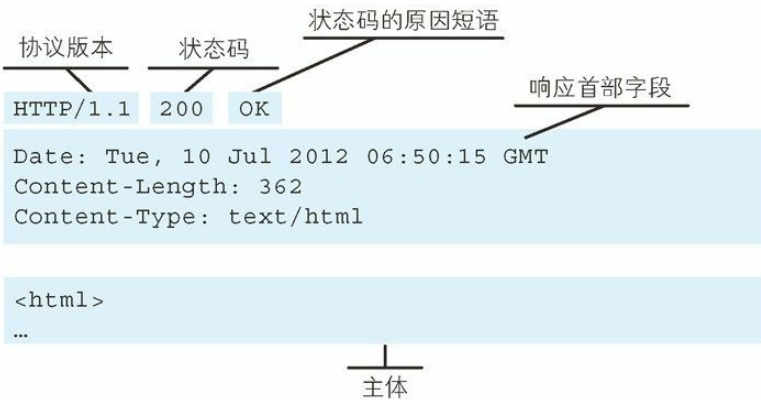 状态码的原因短语
协议版本 状态码
响应首部字段
HTTP/1.1 200 OK
Date: Tue, 10 Jul 2012 06:50:15 GMT
Content-Length: 362
Content-Type: text/html
<html>
…
主体